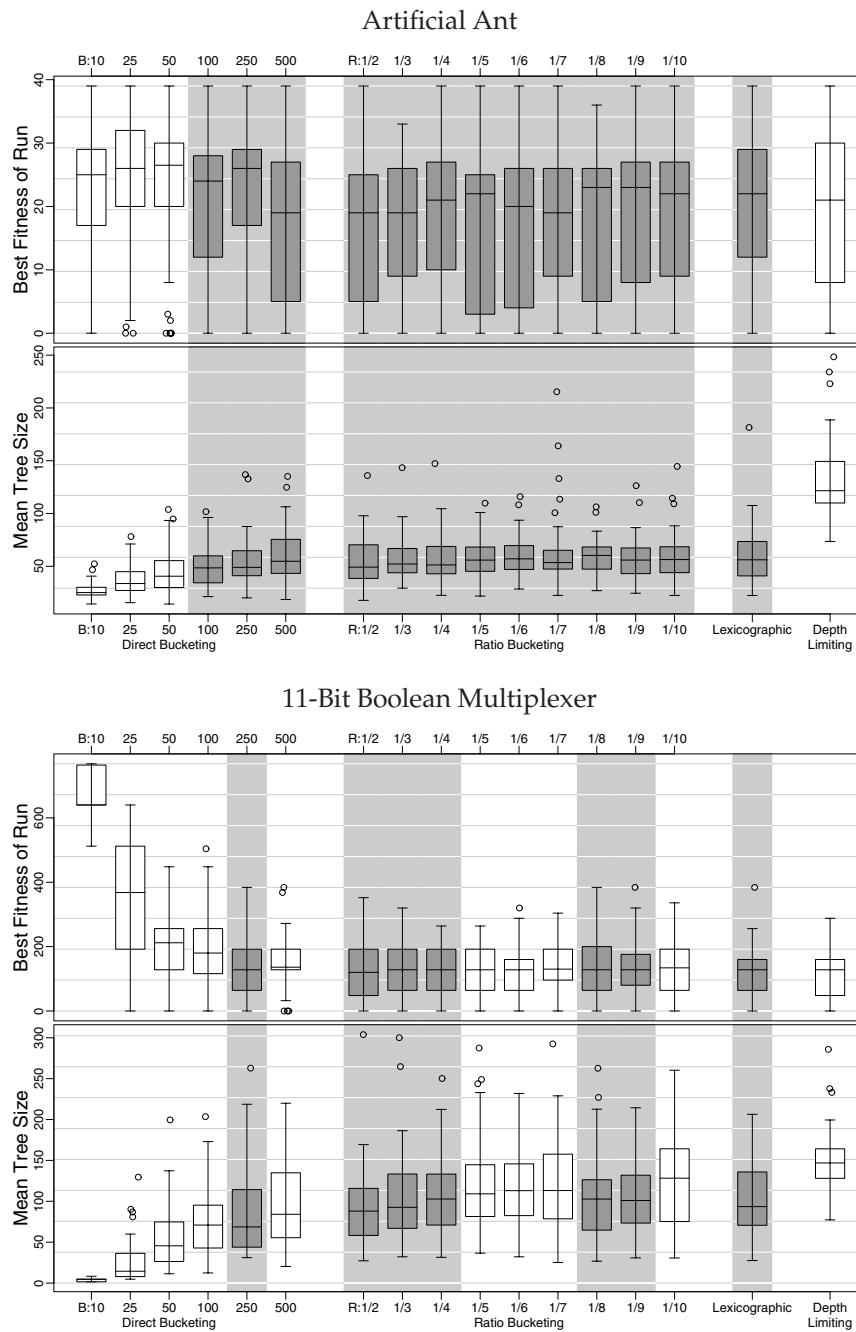 Artificial Ant
B:10 25 50 100 250 500 R:1/2 1/3 1/4 1/5 1/6 1/7 1/8 1/9 1/10
Best Fitness of Run
0 10 20 30 40
Mean Tree Size
50 100 150 200 250
B:10 25 50 100 250 500 R:1/2 1/3 1/4 1/5 1/6 1/7 1/8 1/9 1/10 Lexicographic Depth
Direct Bucketing Ratio Bucketing Limiting
11-Bit Boolean Multiplexer
B:10 25 50 100 250 500 R:1/2 1/3 1/4 1/5 1/6 1/7 1/8 1/9 1/10
Best Fitness of Run
0 200 400 600
Mean Tree Size
0 50 100 150 200 250 300
B:10 25 50 100 250 500 R:1/2 1/3 1/4 1/5 1/6 1/7 1/8 1/9 1/10 Lexicographic Depth
Direct Bucketing Ratio Bucketing Limiting